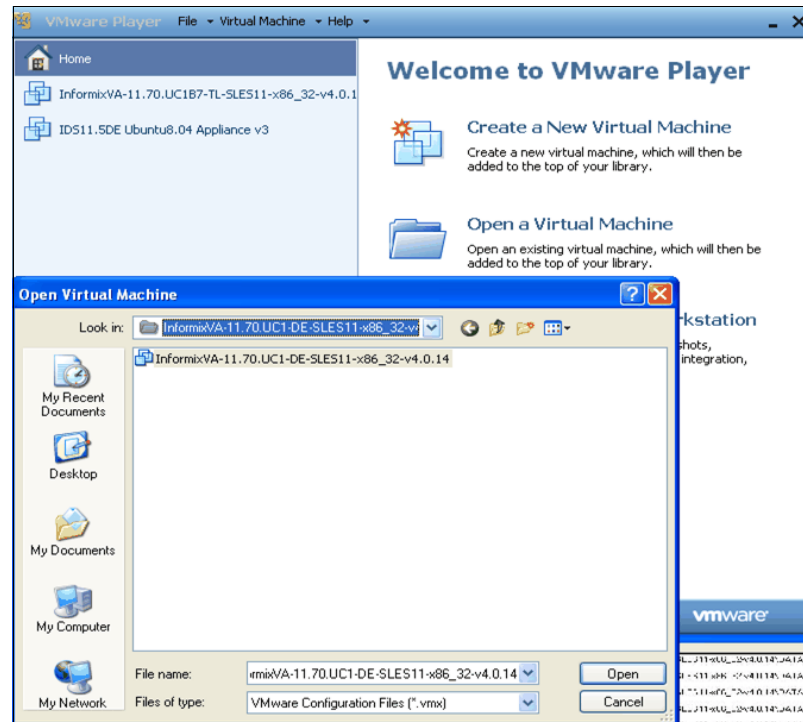 VMware Player File Virtual Machine Help
Home
InformixVA-11.70.UC1B7-TL-SLES11-x86_32-v4.0.1
IDS11.5DE Ubuntu8.04 Appliance v3
Welcome to VMware Player
Create a New Virtual Machine
Create a new virtual machine, which will then be
added to the top of your library.
Open a Virtual Machine
Open an existing virtual machine, which will then be
added to the top of your library.
rkstation
shots,
integration,
Open Virtual Machine
Look in: InformixVA-11.70.UC1-DE-SLES11-x86_32-v
InformixVA-11.70.UC1-DE-SLES11-x86_32-v4.0.14
My Recent
Documents
Desktop
My Documents
My Computer
My Network
File name: rmixVA-11.70.UC1-DE-SLES11-x86_32-v4.0.14 Open
Files of type: VMware Configuration Files (*.vmx) Cancel
vmware